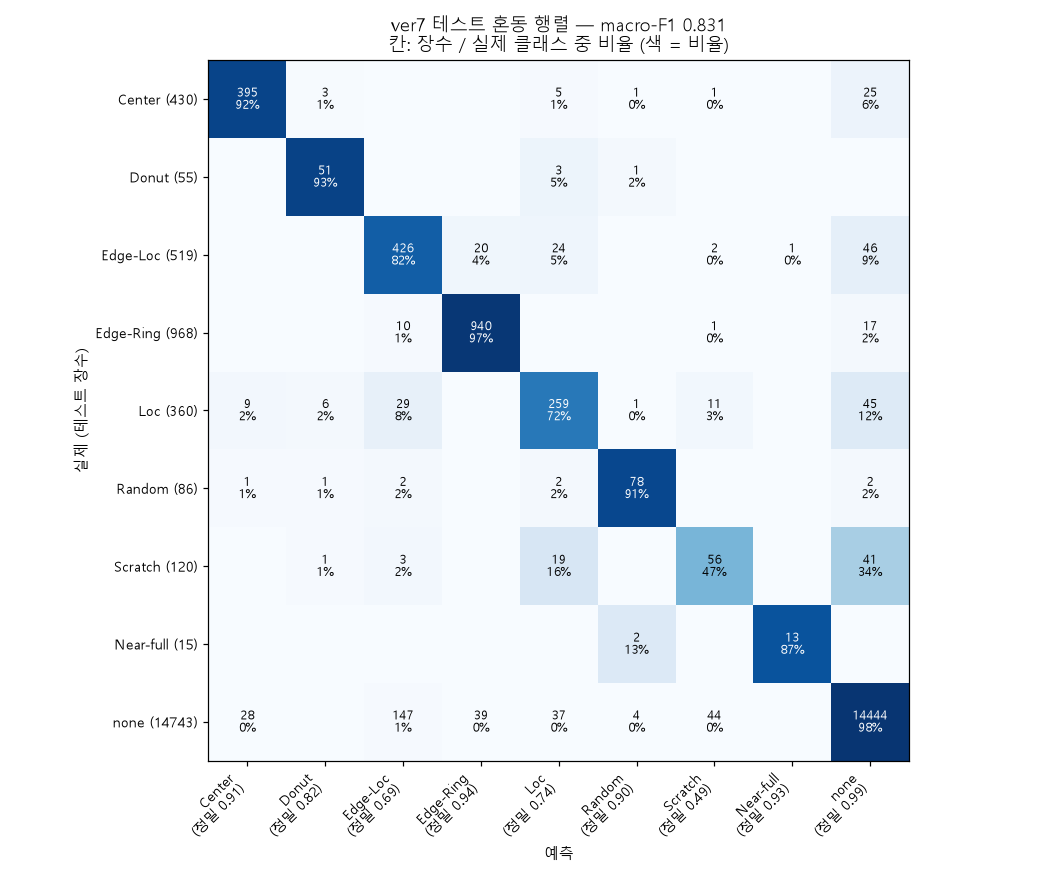 ver7 테스트 혼동 행렬 — macro-F1 0.831
칸: 장수 / 실제 클래스 중 비율 (색 = 비율)
실제 (테스트 장수)
Center (430) 395 3 5 1 1 25
92% 1% 1% 0% 0% 6%
Donut (55) 51 3 1
93% 5% 2%
Edge-Loc (519) 426 20 24 2 1 46
82% 4% 5% 0% 0% 9%
Edge-Ring (968) 10 940 1 17
1% 97% 0% 2%
Loc (360) 9 6 29 259 1 11 45
2% 2% 8% 72% 0% 3% 12%
Random (86) 1 1 2 2 78 2
1% 1% 2% 2% 91% 2%
Scratch (120) 1 3 19 56 41
1% 2% 16% 47% 34%
Near-full (15) 2 13
13% 87%
none (14743) 28 147 39 37 4 44 14444
0% 1% 0% 0% 0% 0% 98%
Center
(정밀 0.91)
Donut
(정밀 0.82)
Edge-Loc
(정밀 0.69)
Edge-Ring
(정밀 0.94)
Loc
(정밀 0.74)
Random
(정밀 0.90)
Scratch
(정밀 0.49)
Near-full
(정밀 0.93)
none
(정밀 0.99)
예측